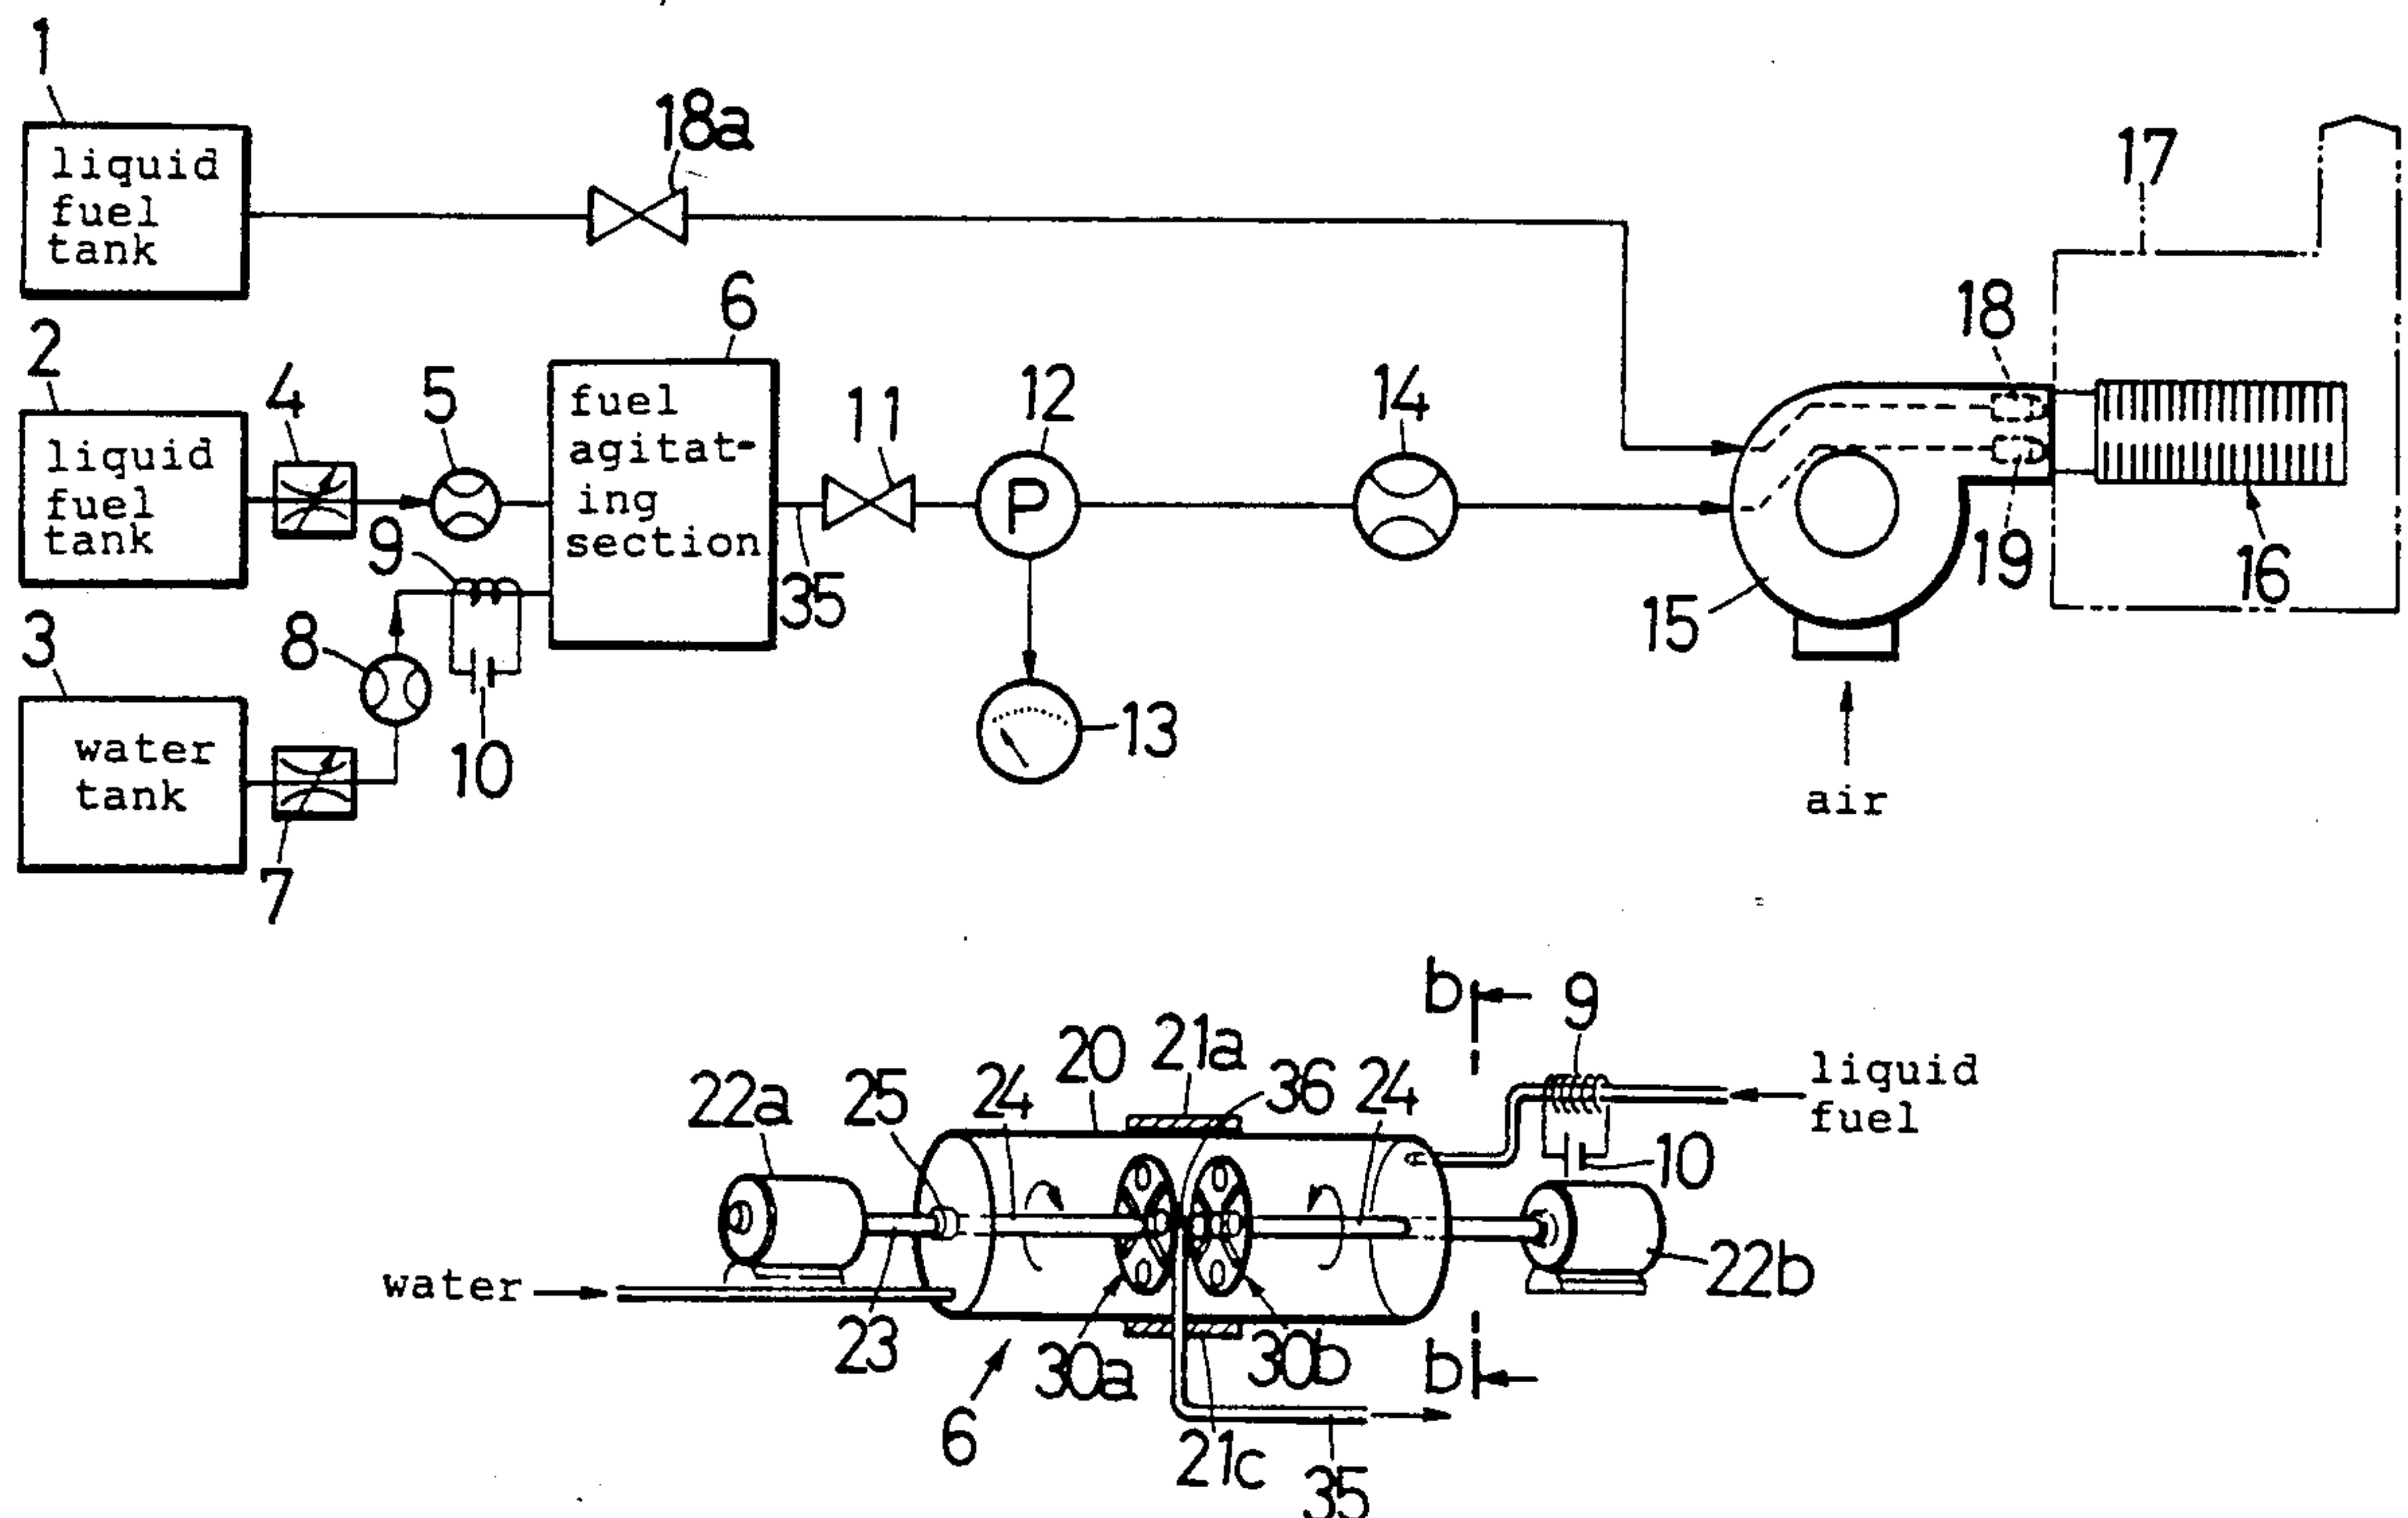 1
liquid
fuel
tank
18a
17
2
liquid
fuel
tank
4
5
6
fuel
agitat-
ing
section
9
10
35
11
12
P
13
14
18
19
16
15
air
3
water
tank
8
7
b
9
liquid
fuel
10
22a
25
24
20
21a
36
24
22b
water
23
30a
30b
b
6
21c
35